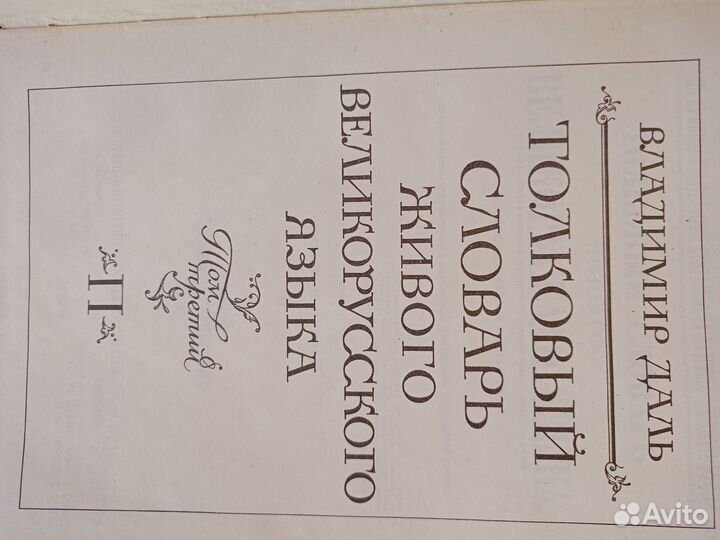 ВЛАДИМИР ДАЛЬ
ТОЛКОВЫЙ
СЛОВАРЬ
ЖИВОГО
ВЕЛИКОРУССКОГО
ЯЗЫКА
Том
третий
П
Avito